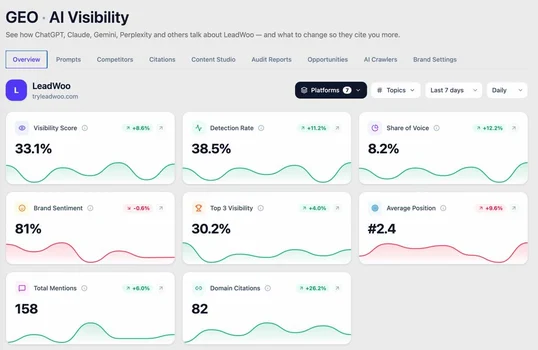 GEO · AI Visibility
See how ChatGPT, Claude, Gemini, Perplexity and others talk about LeadWoo — and what to change so they cite you more.
Overview Prompts Competitors Citations Content Studio Audit Reports Opportunities AI Crawlers Brand Settings
L LeadWoo
tryleadwoo.com
Platforms 7 # Topics Last 7 days Daily
Visibility Score +8.6%
33.1%
Detection Rate +11.2%
38.5%
Share of Voice +12.2%
8.2%
Brand Sentiment -0.6%
81%
Top 3 Visibility +4.0%
30.2%
Average Position +9.6%
#2.4
Total Mentions +6.0%
158
Domain Citations +26.2%
82